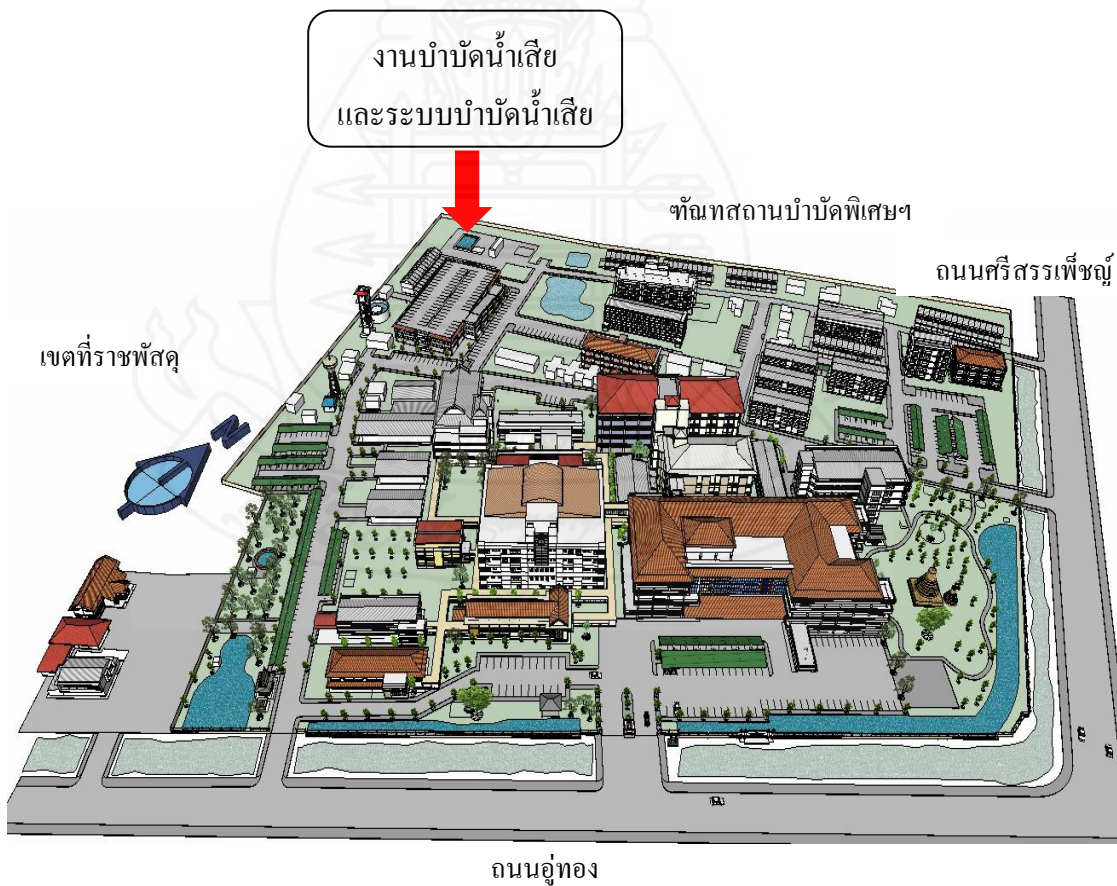 งานบำบัดน้ำเสีย
และระบบบำบัดน้ำเสีย
ฑัณฑสถานบำบัดพิเศษฯ
ถนนศรีสรรเพ็ชญ์
เขตที่ราชพัสดุ
N
ถนนอู่ทอง